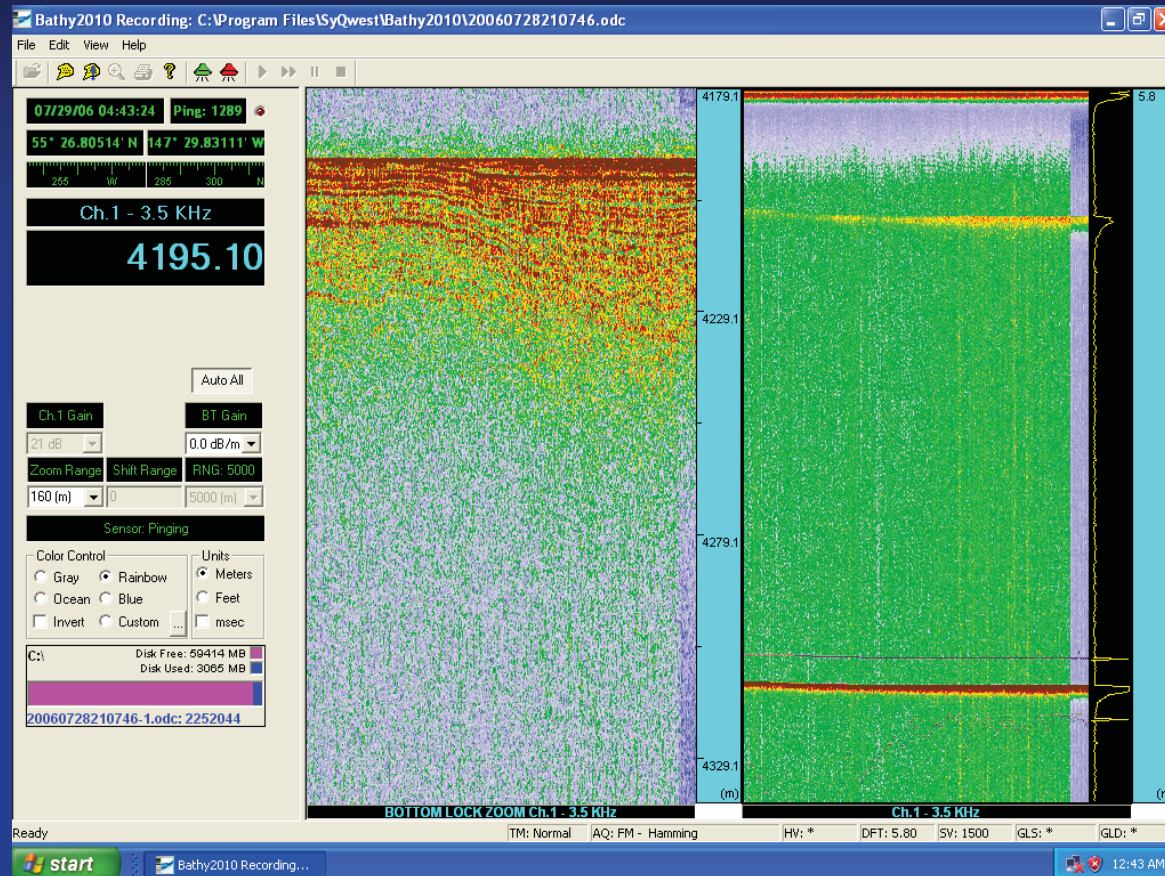 Bathy2010 Recording: C:\Program Files\SyQwest\Bathy2010\20060728210746.odc
File Edit View Help
07/29/06 04:43:24 Ping: 1289
55° 26.80514' N 147° 29.83111' W
255 W 285 300 N
Ch.1 - 3.5 KHz
4195.10
Auto All
Ch.1 Gain BT Gain
21 dB 0.0 dB/m
Zoom Range Shift Range RNG: 5000
160 (m) 0 5000 (m)
Sensor: Pinging
Color Control
Gray Rainbow
Ocean Blue
Invert Custom ...
Units
Meters
Feet
msec
C:\ Disk Free: 59414 MB
Disk Used: 3065 MB
20060728210746-1.odc: 2252044
4179.1
4229.1
4279.1
4329.1
(m)
BOTTOM LOCK ZOOM Ch.1 - 3.5 KHz
5.8
Ch.1 - 3.5 KHz
Ready TM: Normal AQ: FM - Hamming HV: * DFT: 5.80 SV: 1500 GLS: * GLD: *
start Bathy2010 Recording... 12:43 AM